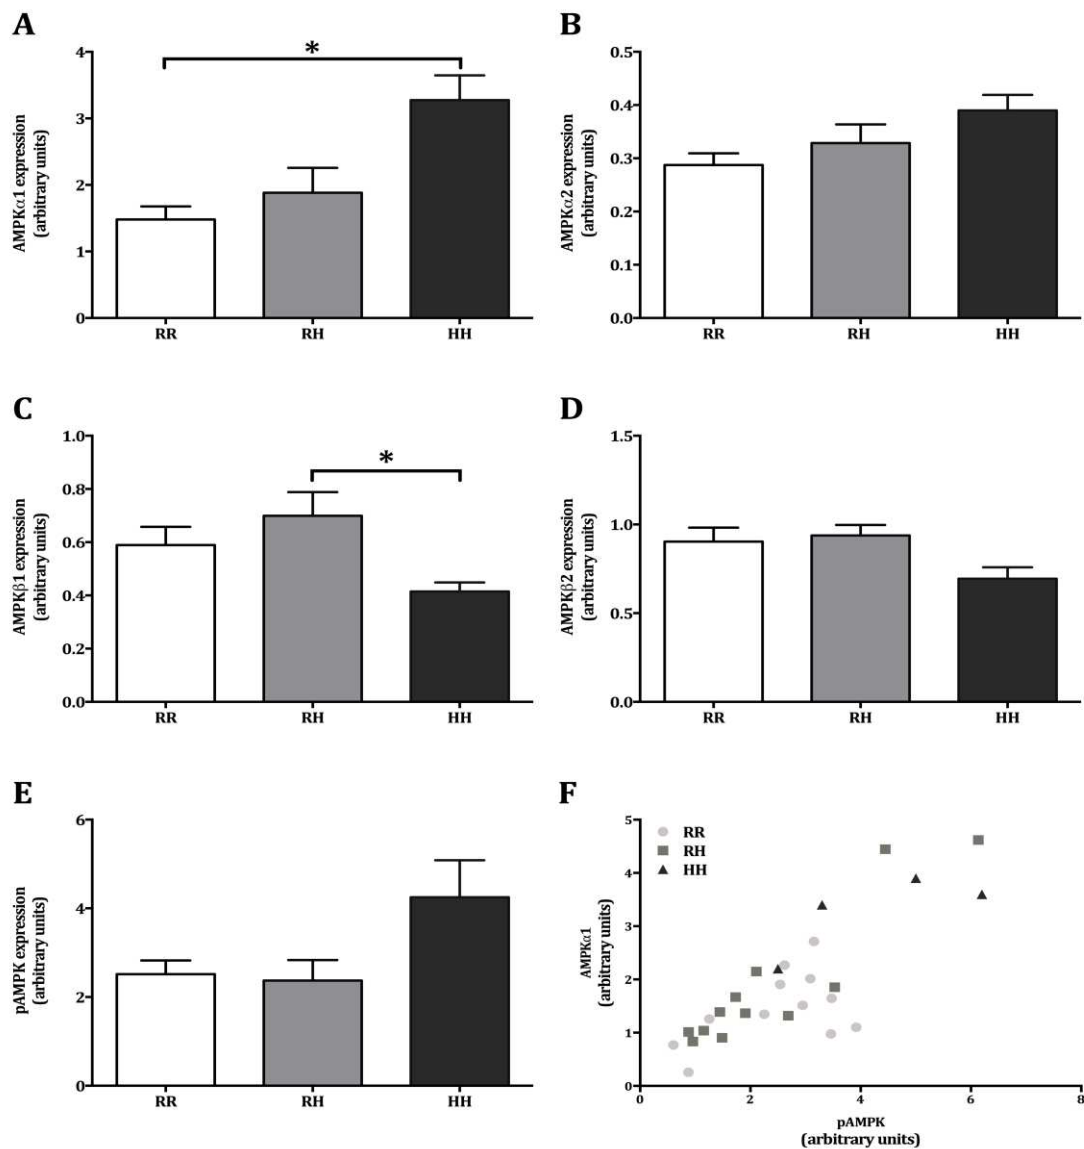 A
AMPKα1 expression
(arbitrary units)
4
3
2
1
0
*
RR RH HH
B
AMPKα2 expression
(arbitrary units)
0.5
0.4
0.3
0.2
0.1
0.0
RR RH HH
C
AMPKβ1 expression
(arbitrary units)
1.0
0.8
0.6
0.4
0.2
0.0
*
RR RH HH
D
AMPKβ2 expression
(arbitrary units)
1.5
1.0
0.5
0.0
RR RH HH
E
pAMPK expression
(arbitrary units)
6
4
2
0
RR RH HH
F
AMPKα1
(arbitrary units)
5
4
3
2
1
0
RR
RH
HH
0 2 4 6 8
pAMPK
(arbitrary units)